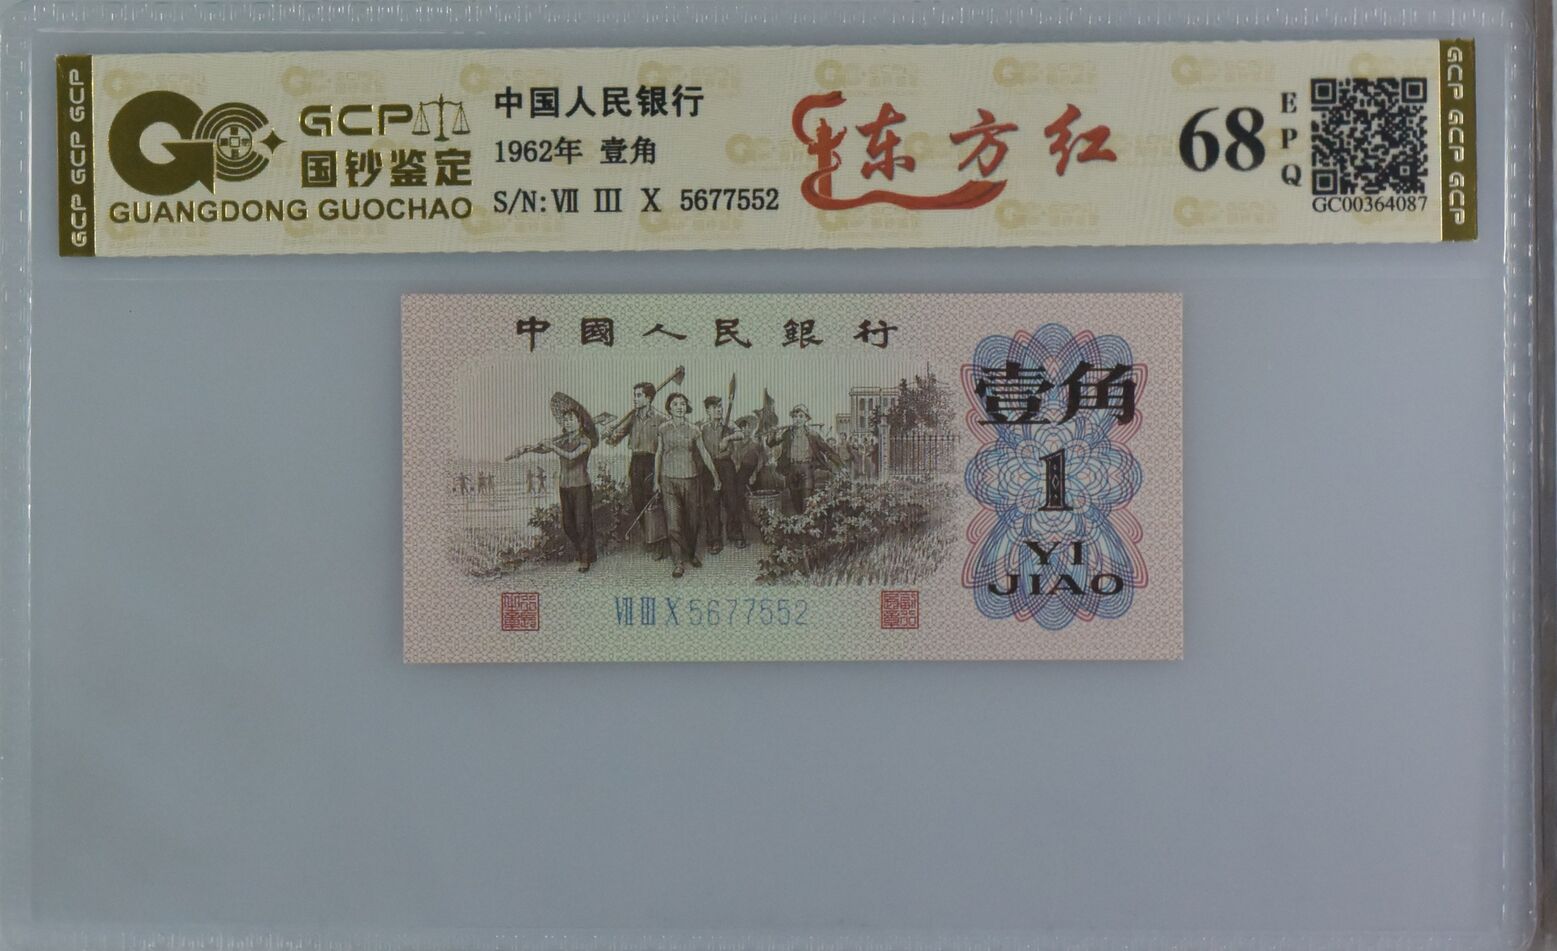 GCP GCP GCP
GCP
国钞鉴定
GUANGDONG GUOCHAO
中国人民银行
1962年 壹角
S/N: Ⅶ Ⅲ Ⅹ 5677552
东方红
68
EPQ
GC00364087
GCP GCP GCP
中國人民銀行
壹角
1
YI
JIAO
Ⅶ Ⅲ Ⅹ 5677552